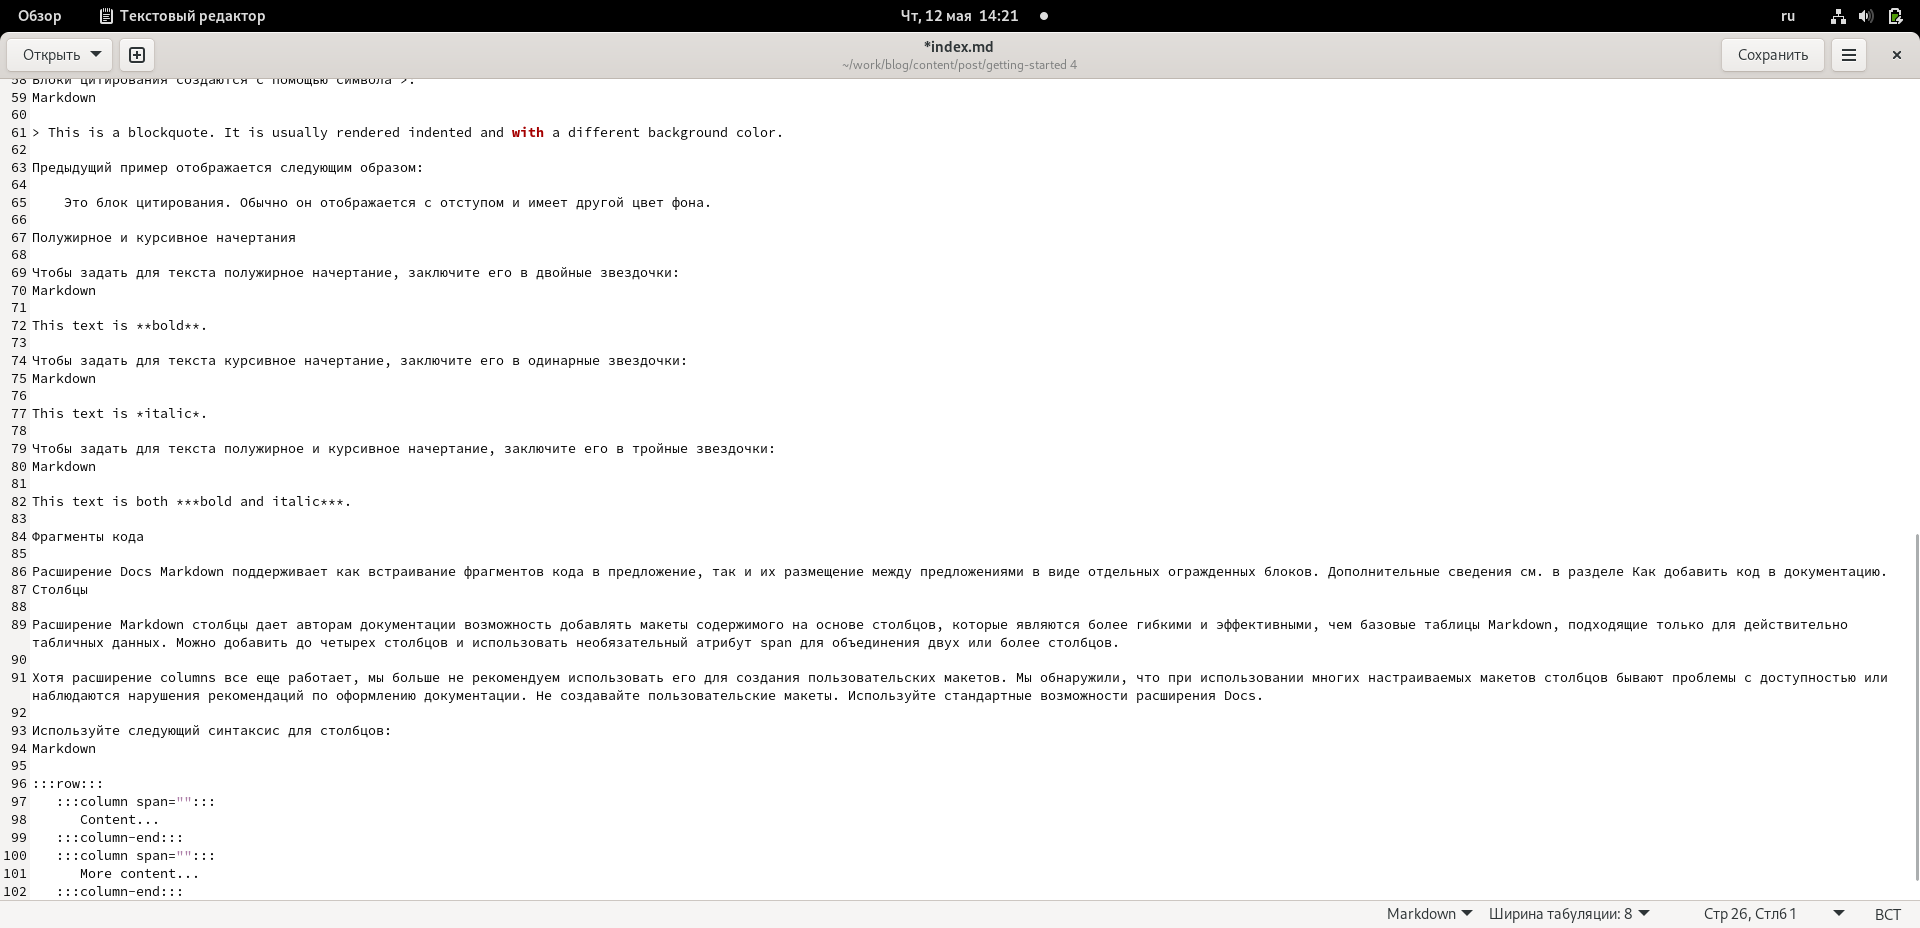 Обзор Текстовый редактор Чт, 12 мая 14:21 ru
Открыть *index.md Сохранить
~/work/blog/content/post/getting-started 4
58 Блоки цитирования создаются с помощью символа >.
59 Markdown
60
61 > This is a blockquote. It is usually rendered indented and with a different background color.
62
63 Предыдущий пример отображается следующим образом:
64
65     Это блок цитирования. Обычно он отображается с отступом и имеет другой цвет фона.
66
67 Полужирное и курсивное начертания
68
69 Чтобы задать для текста полужирное начертание, заключите его в двойные звездочки:
70 Markdown
71
72 This text is **bold**.
73
74 Чтобы задать для текста курсивное начертание, заключите его в одинарные звездочки:
75 Markdown
76
77 This text is *italic*.
78
79 Чтобы задать для текста полужирное и курсивное начертание, заключите его в тройные звездочки:
80 Markdown
81
82 This text is both ***bold and italic***.
83
84 Фрагменты кода
85
86 Расширение Docs Markdown поддерживает как встраивание фрагментов кода в предложение, так и их размещение между предложениями в виде отдельных огражденных блоков. Дополнительные сведения см. в разделе Как добавить код в документацию.
87 Столбцы
88
89 Расширение Markdown столбцы дает авторам документации возможность добавлять макеты содержимого на основе столбцов, которые являются более гибкими и эффективными, чем базовые таблицы Markdown, подходящие только для действительно
табличных данных. Можно добавить до четырех столбцов и использовать необязательный атрибут span для объединения двух или более столбцов.
90
91 Хотя расширение columns все еще работает, мы больше не рекомендуем использовать его для создания пользовательских макетов. Мы обнаружили, что при использовании многих настраиваемых макетов столбцов бывают проблемы с доступностью или
наблюдаются нарушения рекомендаций по оформлению документации. Не создавайте пользовательские макеты. Используйте стандартные возможности расширения Docs.
92
93 Используйте следующий синтаксис для столбцов:
94 Markdown
95
96 :::row:::
97    :::column span="":::
98       Content...
99    :::column-end:::
100    :::column span="":::
101       More content...
102    :::column-end:::
Markdown Ширина табуляции: 8 Стр 26, Стлб 1 ВСТ